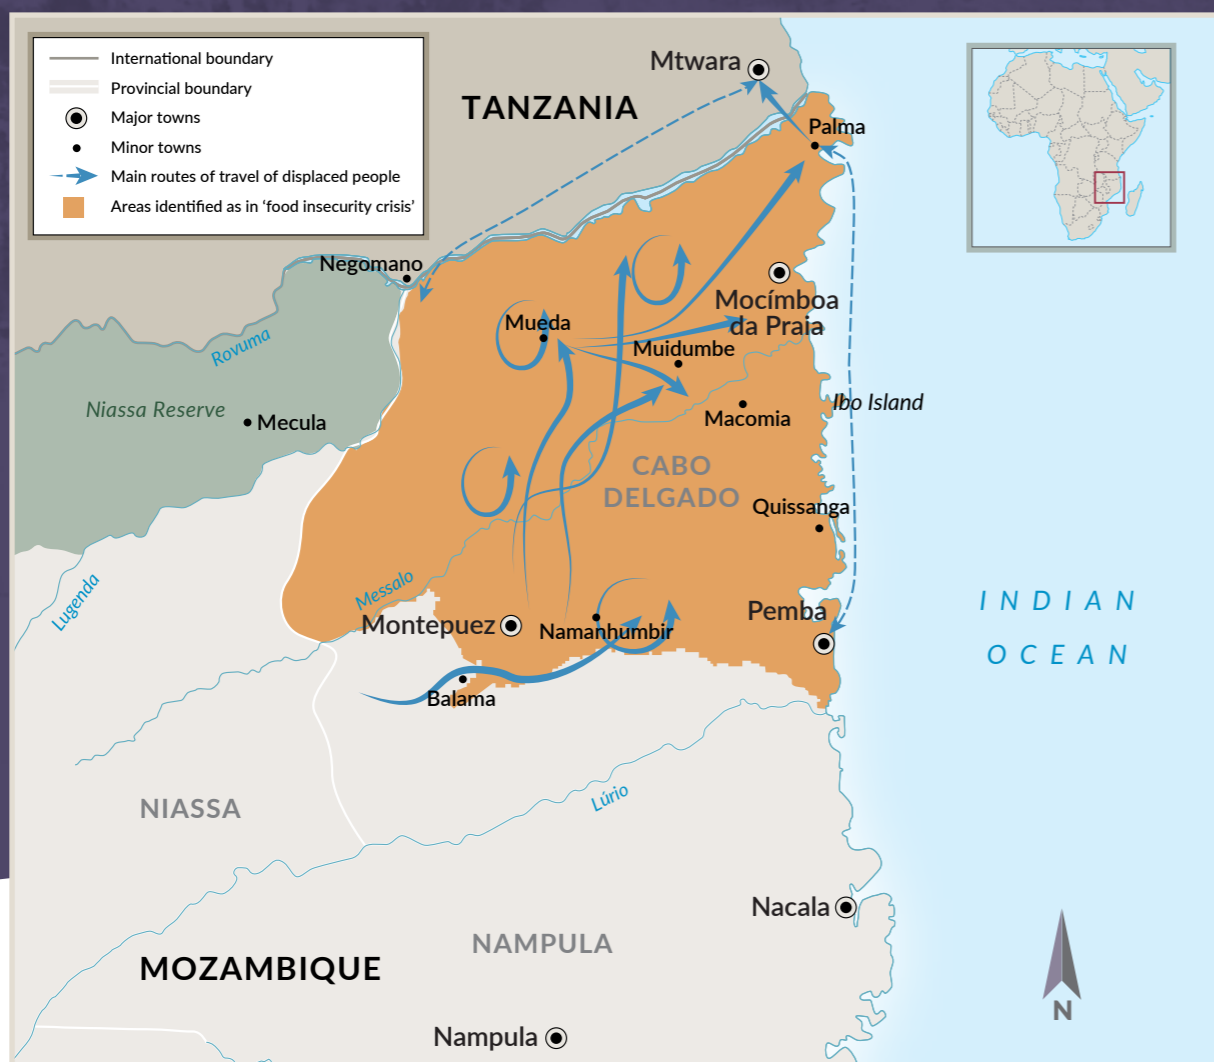 International boundary
Provincial boundary
Major towns
Minor towns
Main routes of travel of displaced people
Areas identified as in ‘food insecurity crisis’
Mtwara
TANZANIA
Palma
Negomano
Mocímboa
da Praia
Mueda
Rovuma
Muidumbe
Niassa Reserve
Mecula
Macomia
Ibo Island
CABO
DELGADO
Quissanga
Messalo
Lugenda
Montepuez
Namanhumbir
Pemba
INDIAN
OCEAN
Balama
NIASSA
Lúrio
Nacala
NAMPULA
MOZAMBIQUE
N
Nampula